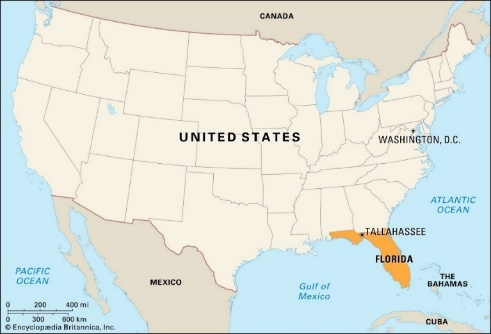 CANADA
UNITED STATES
WASHINGTON, D.C.
ATLANTIC
OCEAN
TALLAHASSEE
FLORIDA
PACIFIC
OCEAN
MEXICO
Gulf of
Mexico
THE
BAHAMAS
CUBA
0 200 400 mi
0 300 600 km
© Encyclopædia Britannica, Inc.